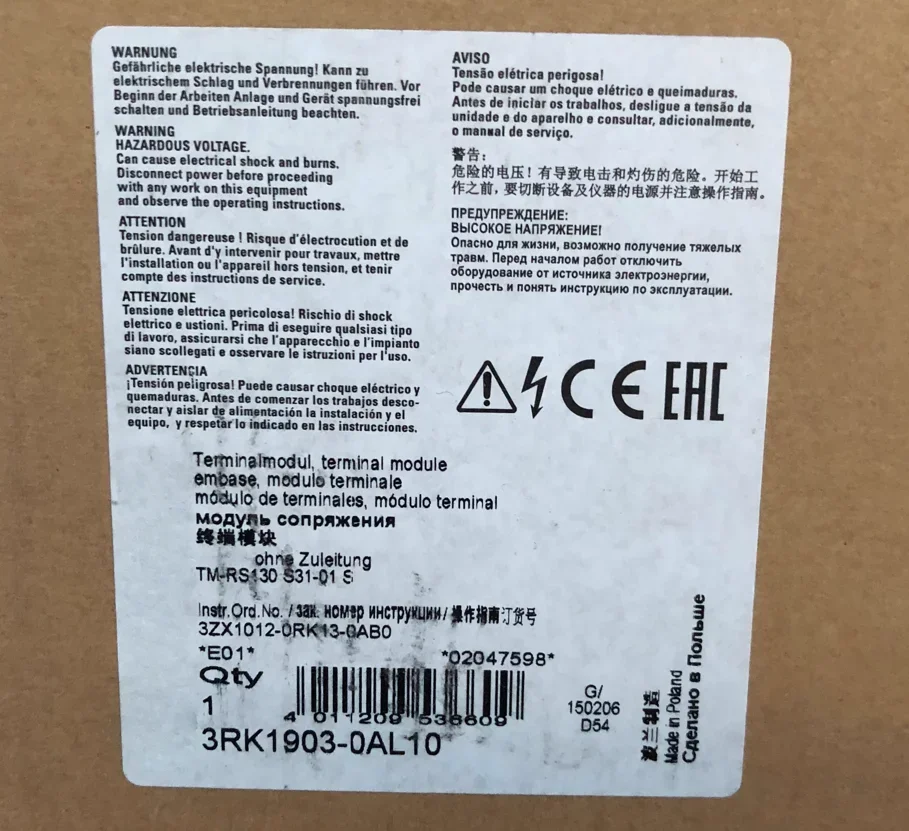 WARNUNG
Gefährliche elektrische Spannung! Kann zu
elektrischem Schlag und Verbrennungen führen. Vor
Beginn der Arbeiten Anlage und Gerät spannungsfrei
schalten und Betriebsanleitung beachten.
WARNING
HAZARDOUS VOLTAGE.
Can cause electrical shock and burns.
Disconnect power before proceeding
with any work on this equipment
and observe the operating instructions.
ATTENTION
Tension dangereuse ! Risque d'électrocution et de
brûlure. Avant d'y intervenir pour travaux, mettre
l'installation ou l'appareil hors tension, et tenir
compte des instructions de service.
ATTENZIONE
Tensione elettrica pericolosa! Rischio di shock
elettrico e ustioni. Prima di eseguire qualsiasi tipo
di lavoro, assicurarsi che l'apparecchio e l'impianto
siano scollegati e osservare le istruzioni per l'uso.
ADVERTENCIA
¡Tensión peligrosa! Puede causar choque eléctrico y
quemaduras. Antes de comenzar los trabajos desco-
nectar y aislar de alimentación la instalación y el
equipo, y respetar lo indicado en las instrucciones.
AVISO
Tensão elétrica perigosa!
Pode causar um choque elétrico e queimaduras.
Antes de iniciar os trabalhos, desligue a tensão da
unidade e do aparelho e consultar, adicionalmente,
o manual de serviço.
警告:
危险的电压!有导致电击和灼伤的危险。开始工
作之前,要切断设备及仪器的电源并注意操作指南。
ПРЕДУПРЕЖДЕНИЕ:
ВЫСОКОЕ НАПРЯЖЕНИЕ!
Опасно для жизни, возможно получение тяжелых
травм. Перед началом работ отключить
оборудование от источника электроэнергии,
прочесть и понять инструкцию по эксплуатации.
CE EAC
Terminalmodul, terminal module
embase, modulo terminale
módulo de terminales, módulo terminal
модуль сопряжения
终端模块
ohne Zuleitung
TM-RS130 S31-01 S
Instr.Ord.No. / зак. номер инструкции/ 操作指南订货号
3ZX1012-0RK13-0AB0
*E01*
*02047598*
Qty
1
4 011209 538609
3RK1903-0AL10
G/
150206
D54
波兰制造
Made in Poland
Сделано в Польше